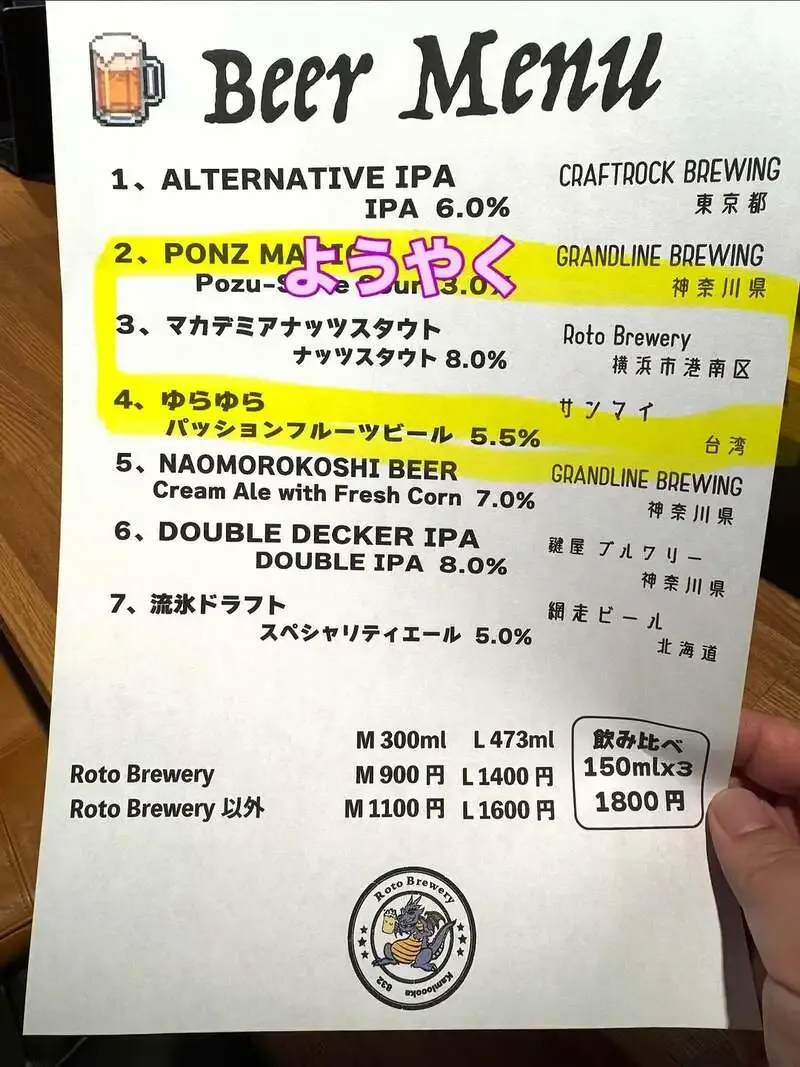 Beer Menu
1、ALTERNATIVE IPA CRAFTROCK BREWING
IPA 6.0% 東京都
2、PONZ GRANDLINE BREWING
ようやく
3.0% 神奈川県
3、マカデミアナッツスタウト Roto Brewery
ナッツスタウト 8.0% 横浜市港南区
4、ゆらゆら サンマイ
パッションフルーツビール 5.5% 台湾
5、NAOMOROKOSHI BEER GRANDLINE BREWING
Cream Ale with Fresh Corn 7.0% 神奈川県
6、DOUBLE DECKER IPA 鍵屋ブルワリー
DOUBLE IPA 8.0% 神奈川県
7、流氷ドラフト 網走ビール
スペシャリティエール 5.0% 北海道
M 300ml L 473ml
Roto Brewery M 900円 L 1400円
Roto Brewery 以外 M 1100円 L 1600円
飲み比べ
150mlx3
1800円
Roto Brewery
Kamioooka 832